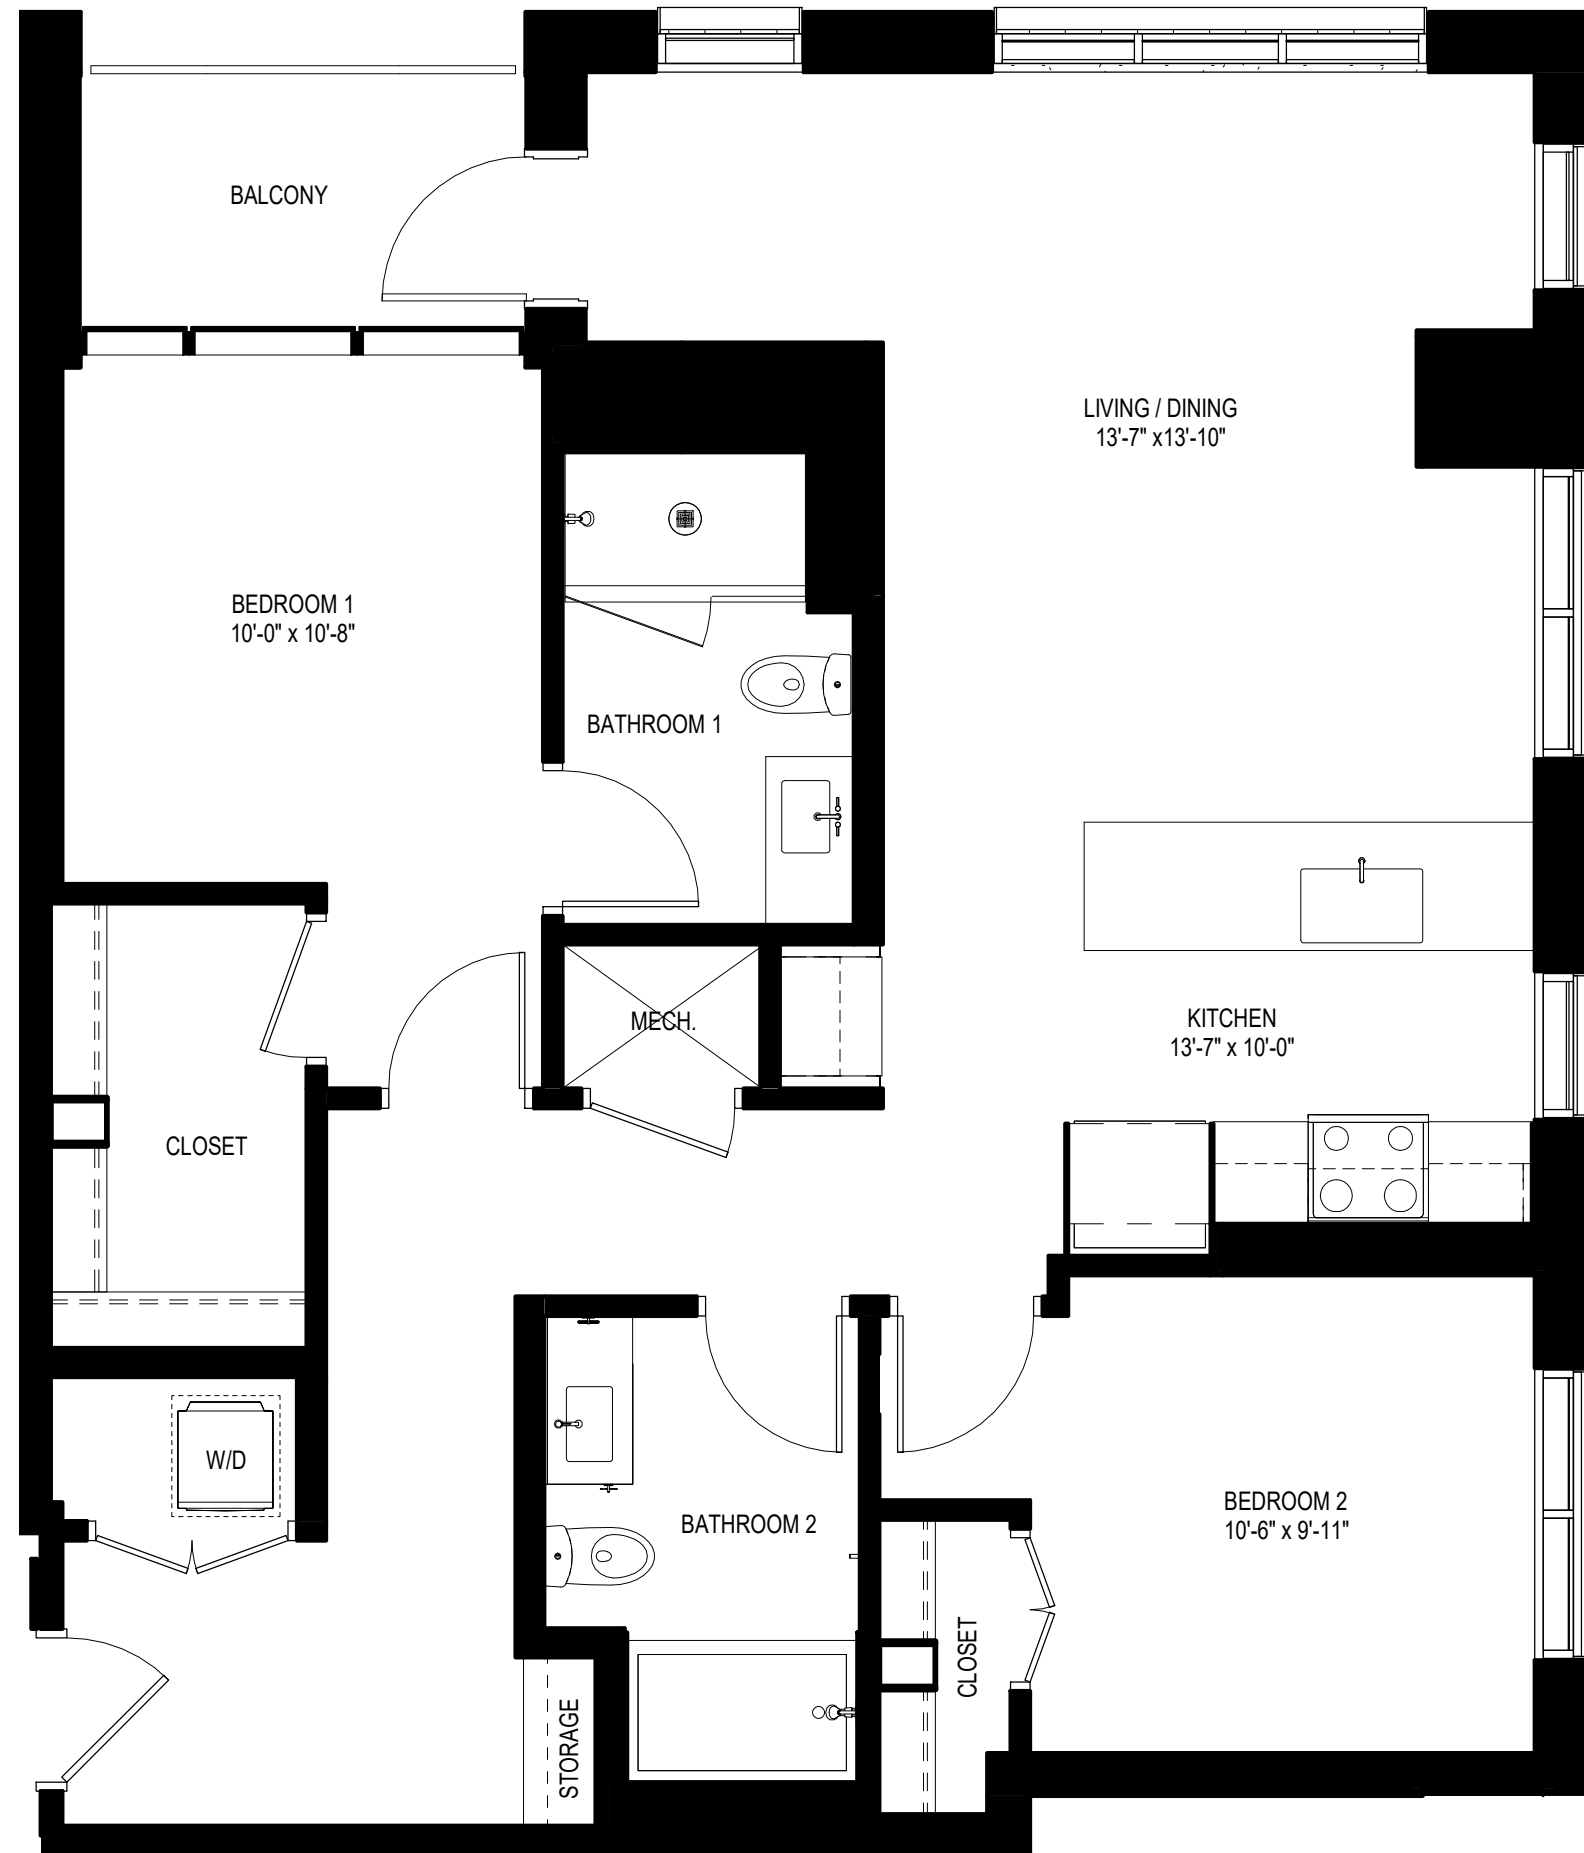 BALCONY
LIVING / DINING
13'-7" x13'-10"
BEDROOM 1
10'-0" x 10'-8"
BATHROOM 1
MECH.
KITCHEN
13'-7" x 10'-0"
CLOSET
W/D
BATHROOM 2
BEDROOM 2
10'-6" x 9'-11"
CLOSET
STORAGE